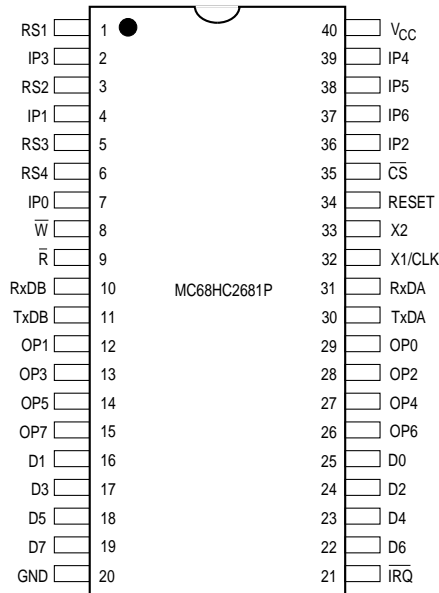 RS1 1 40 VCC
IP3 2 39 IP4
RS2 3 38 IP5
IP1 4 37 IP6
RS3 5 36 IP2
RS4 6 35 C̅S̅
IP0 7 34 RESET
W̅ 8 33 X2
R̅ 9 32 X1/CLK
RxDB 10 MC68HC2681P 31 RxDA
TxDB 11 30 TxDA
OP1 12 29 OP0
OP3 13 28 OP2
OP5 14 27 OP4
OP7 15 26 OP6
D1 16 25 D0
D3 17 24 D2
D5 18 23 D4
D7 19 22 D6
GND 20 21 I̅R̅Q̅